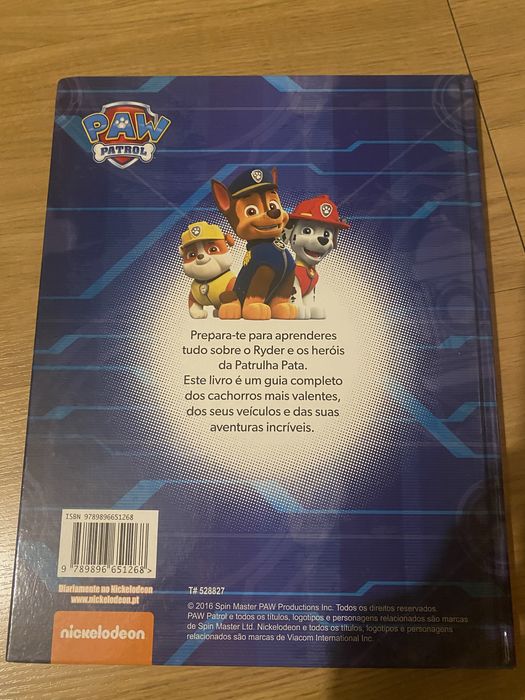 PAW
PATROL
Prepara-te para aprenderes
tudo sobre o Ryder e os heróis
da Patrulha Pata.
Este livro é um guia completo
dos cachorros mais valentes,
dos seus veículos e das suas
aventuras incríveis.
ISBN 9789896651268
9 789896 651268>
Diariamente no Nickelodeon
www.nickelodeon.pt
nickelodeon
T# 528827
© 2016 Spin Master PAW Productions Inc. Todos os direitos reservados.
PAW Patrol e todos os títulos, logotipos e personagens relacionados são marcas
de Spin Master Ltd. Nickelodeon e todos os títulos, logotipos e personagens
relacionados são marcas de Viacom International Inc.